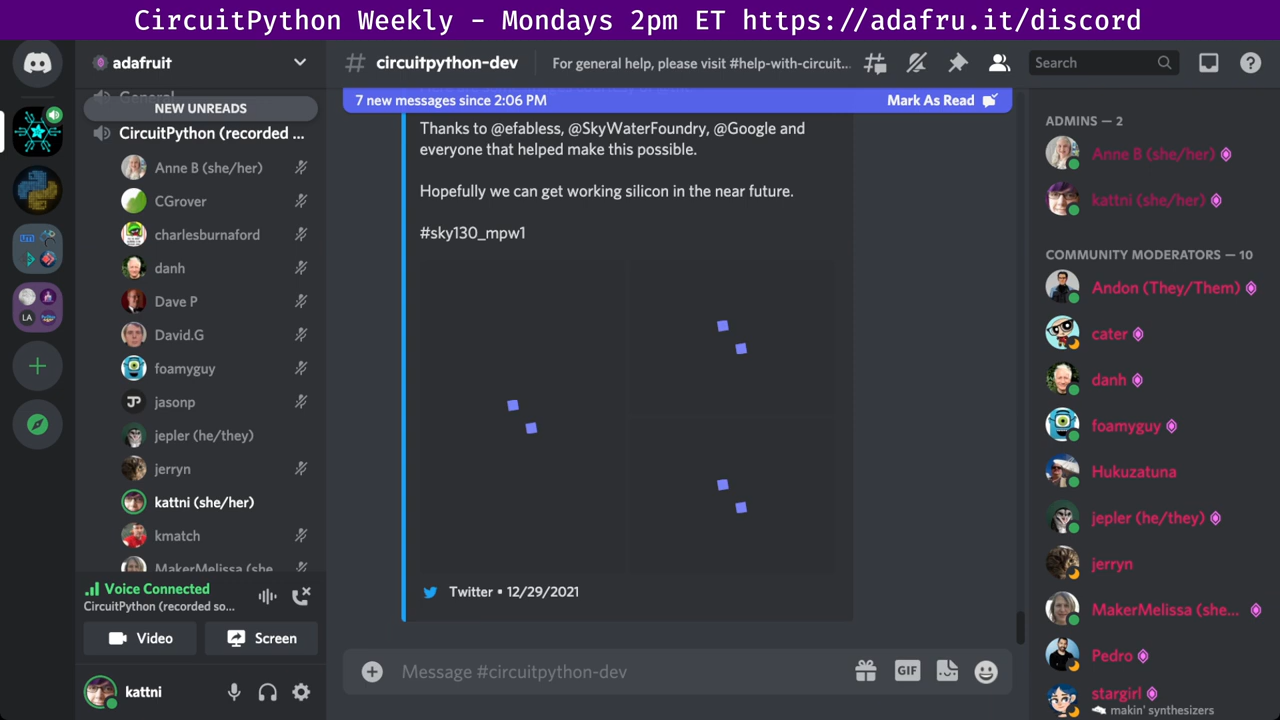 CircuitPython Weekly - Mondays 2pm ET https://adafru.it/discord
adafruit
General
NEW UNREADS
CircuitPython (recorded ...
Anne B (she/her)
CGrover
charlesburnaford
danh
Dave P
David.G
foamyguy
JP jasonp
jepler (he/they)
jerryn
kattni (she/her)
kmatch
MakerMelissa (she
Voice Connected
CircuitPython (recorded so...
Video
Screen
kattni
LA
# circuitpython-dev
For general help, please visit #help-with-circuit...
Search
7 new messages since 2:06 PM
Mark As Read
Thanks to @efabless, @SkyWaterFoundry, @Google and
everyone that helped make this possible.
Hopefully we can get working silicon in the near future.
#sky130_mpw1
Twitter • 12/29/2021
Message #circuitpython-dev
GIF
ADMINS — 2
Anne B (she/her)
kattni (she/her)
COMMUNITY MODERATORS — 10
Andon (They/Them)
cater
danh
foamyguy
Hukuzatuna
jepler (he/they)
jerryn
MakerMelissa (she...
Pedro
stargirl
makin' synthesizers